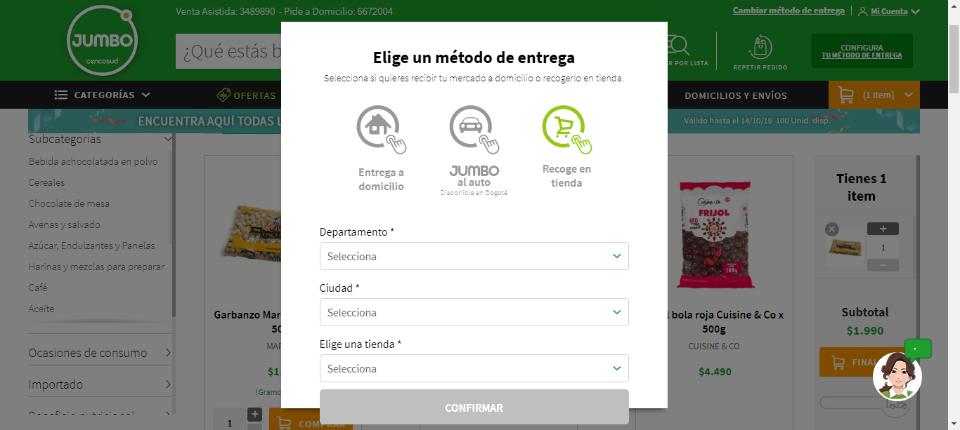 Venta Asistida: 3489890 - Pide a Domicilio: 6672004
Cambiar método de entrega
Mi Cuenta
JUMBO
cencosud
¿Qué estás b
POR LISTA
REPETIR PEDIDO
CONFIGURA
TU MÉTODO DE ENTREGA
CATEGORÍAS
OFERTAS
DOMICILIOS Y ENVÍOS
(1 Item)
ENCUENTRA AQUÍ TODAS L
Válido hasta el 14/10/19 100 Unid. disp.
Elige un método de entrega
Selecciona si quieres recibir tu mercado a domicilio o recogerlo en tienda.
Entrega a
domicilio
JUMBO
al auto
Disponible en Bogotá
Recoge en
tienda
Departamento *
Selecciona
Ciudad *
Selecciona
Elige una tienda *
Selecciona
CONFIRMAR
Subcategorías
Bebida achocolatada en polvo
Cereales
Chocolate de mesa
Avenas y salvado
Azúcar, Endulzantes y Panelas
Harinas y mezclas para preparar
Café
Aceite
Ocasiones de consumo
Importado
Beneficio nutricional
Garbanzo Mar
50
MAR
$1.
(Gram
1
COMPRAR
FRIJOL
l bola roja Cuisine & Co x
500g
CUISINE & CO
$4.490
Tienes 1
item
1
Subtotal
$1.990
FINAL